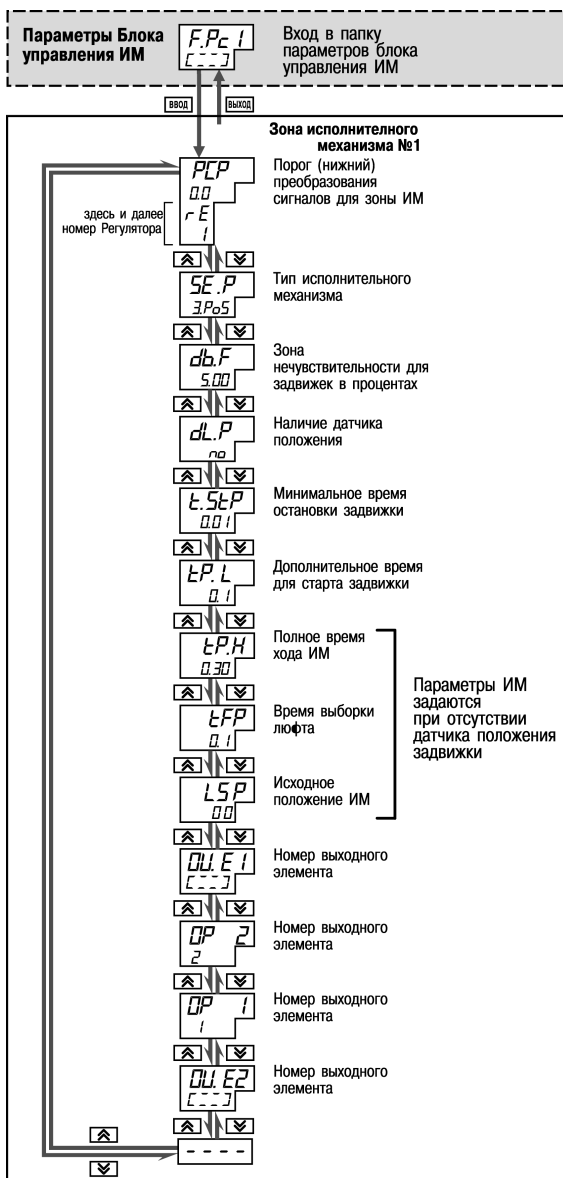 Параметры Блока
управления ИМ
F.Pc 1
[---]
Вход в папку
параметров блока
управления ИМ
ВВОД
ВЫХОД
Зона исполнителного
механизма №1
PCP
0.0
rE
1
здесь и далее
номер Регулятора
Порог (нижний)
преобразования
сигналов для зоны ИМ
SE.P
3.PoS
Тип исполнительного
механизма
db.F
5.00
Зона
нечувствительности для
задвижек в процентах
dL.P
no
Наличие датчика
положения
t.StP
0.01
Минимальное время
остановки задвижки
tP.L
0.1
Дополнительное время
для старта задвижки
tP.H
0.30
Полное время
хода ИМ
tFP
0.1
Время выборки
люфта
LSP
00
Исходное
положение ИМ
Параметры ИМ
задаются
при отсутствии
датчика положения
задвижки
OU.E1
[---]
Номер выходного
элемента
OP 2
2
Номер выходного
элемента
OP 1
1
Номер выходного
элемента
OU.E2
[---]
Номер выходного
элемента
----